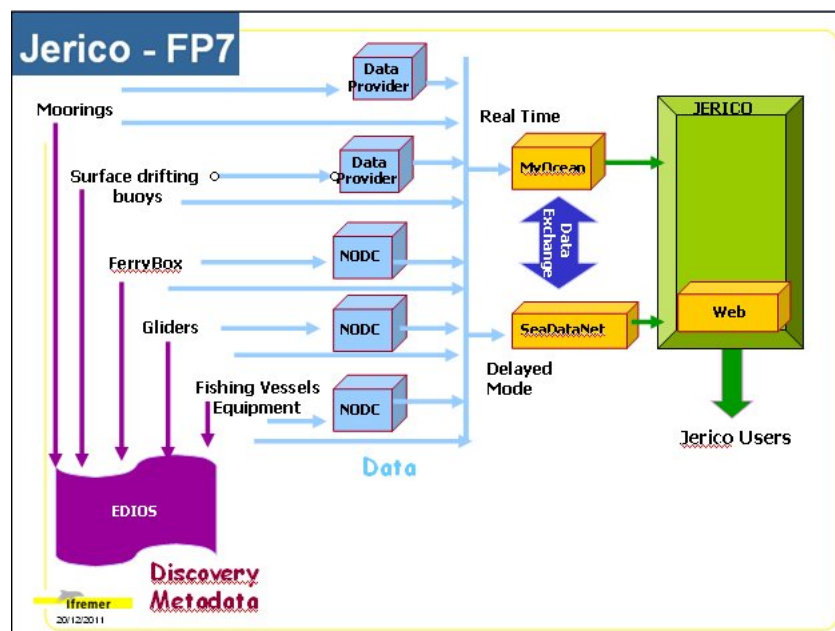 Jerico - FP7
Data
Provider
Moorings
Real Time
JERICO
Data
Provider
MyOcean
Surface drifting
buoys
Data
Exchange
FerryBox
NODC
Gliders
NODC
SeaDataNet
Web
Delayed
Mode
Fishing Vessels
Equipment
NODC
Jerico Users
Data
EDIOS
Discovery
Metadata
Ifremer
20/12/2011